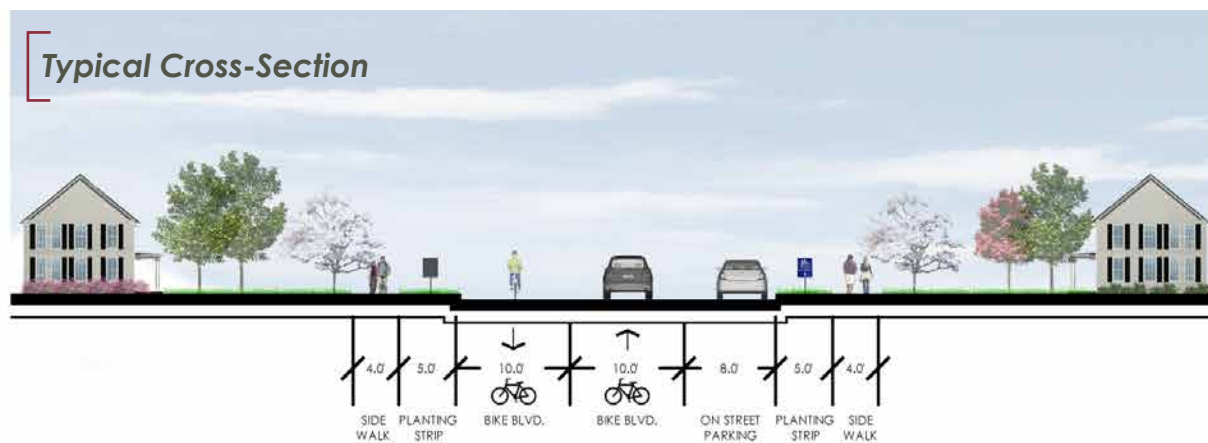 Typical Cross-Section
4.0' 5.0' 10.0' 10.0' 8.0' 5.0' 4.0'
SIDE WALK PLANTING STRIP BIKE BLVD. BIKE BLVD. ON STREET PARKING PLANTING STRIP SIDE WALK